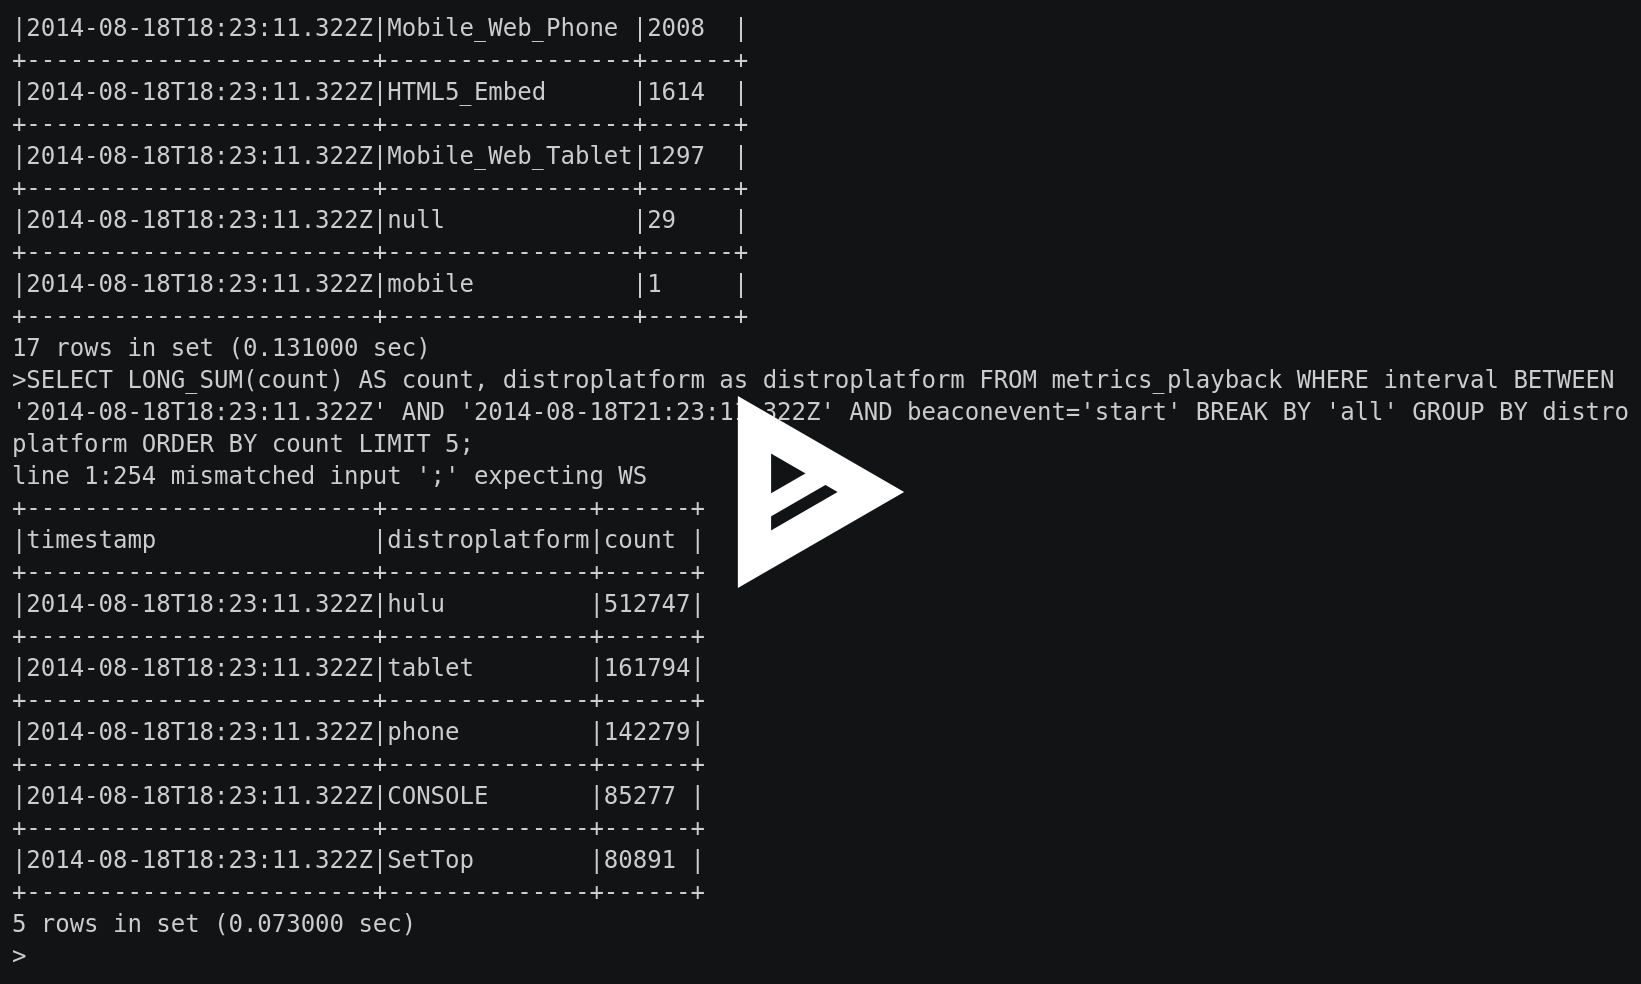 |2014-08-18T18:23:11.322Z|Mobile_Web_Phone |2008  |
+------------------------+-----------------+------+
|2014-08-18T18:23:11.322Z|HTML5_Embed      |1614  |
+------------------------+-----------------+------+
|2014-08-18T18:23:11.322Z|Mobile_Web_Tablet|1297  |
+------------------------+-----------------+------+
|2014-08-18T18:23:11.322Z|null             |29    |
+------------------------+-----------------+------+
|2014-08-18T18:23:11.322Z|mobile           |1     |
+------------------------+-----------------+------+
17 rows in set (0.131000 sec)
>SELECT LONG_SUM(count) AS count, distroplatform as distroplatform FROM metrics_playback WHERE interval BETWEEN
'2014-08-18T18:23:11.322Z' AND '2014-08-18T21:23:11.322Z' AND beaconevent='start' BREAK BY 'all' GROUP BY distro
platform ORDER BY count LIMIT 5;
line 1:254 mismatched input ';' expecting WS
+------------------------+--------------+------+
|timestamp               |distroplatform|count |
+------------------------+--------------+------+
|2014-08-18T18:23:11.322Z|hulu          |512747|
+------------------------+--------------+------+
|2014-08-18T18:23:11.322Z|tablet        |161794|
+------------------------+--------------+------+
|2014-08-18T18:23:11.322Z|phone         |142279|
+------------------------+--------------+------+
|2014-08-18T18:23:11.322Z|CONSOLE       |85277 |
+------------------------+--------------+------+
|2014-08-18T18:23:11.322Z|SetTop        |80891 |
+------------------------+--------------+------+
5 rows in set (0.073000 sec)
>